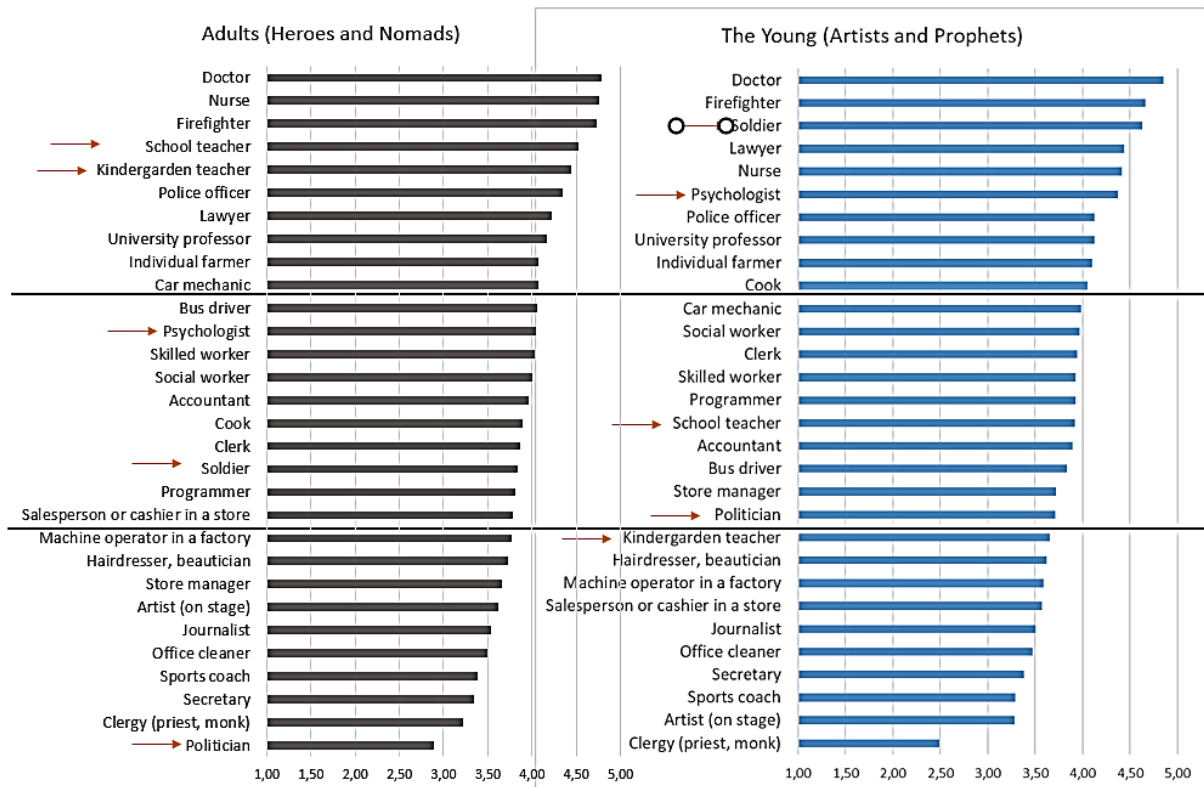 Adults (Heroes and Nomads)
Doctor
Nurse
Firefighter
School teacher
Kindergarden teacher
Police officer
Lawyer
University professor
Individual farmer
Car mechanic
Bus driver
Psychologist
Skilled worker
Social worker
Accountant
Cook
Clerk
Soldier
Programmer
Salesperson or cashier in a store
Machine operator in a factory
Hairdresser, beautician
Store manager
Artist (on stage)
Journalist
Office cleaner
Sports coach
Secretary
Clergy (priest, monk)
Politician
1,00 1,50 2,00 2,50 3,00 3,50 4,00 4,50 5,00
The Young (Artists and Prophets)
Doctor
Firefighter
Soldier
Lawyer
Nurse
Psychologist
Police officer
University professor
Individual farmer
Cook
Car mechanic
Social worker
Clerk
Skilled worker
Programmer
School teacher
Accountant
Bus driver
Store manager
Politician
Kindergarden teacher
Hairdresser, beautician
Machine operator in a factory
Salesperson or cashier in a store
Journalist
Office cleaner
Secretary
Sports coach
Artist (on stage)
Clergy (priest, monk)
1,00 1,50 2,00 2,50 3,00 3,50 4,00 4,50 5,00